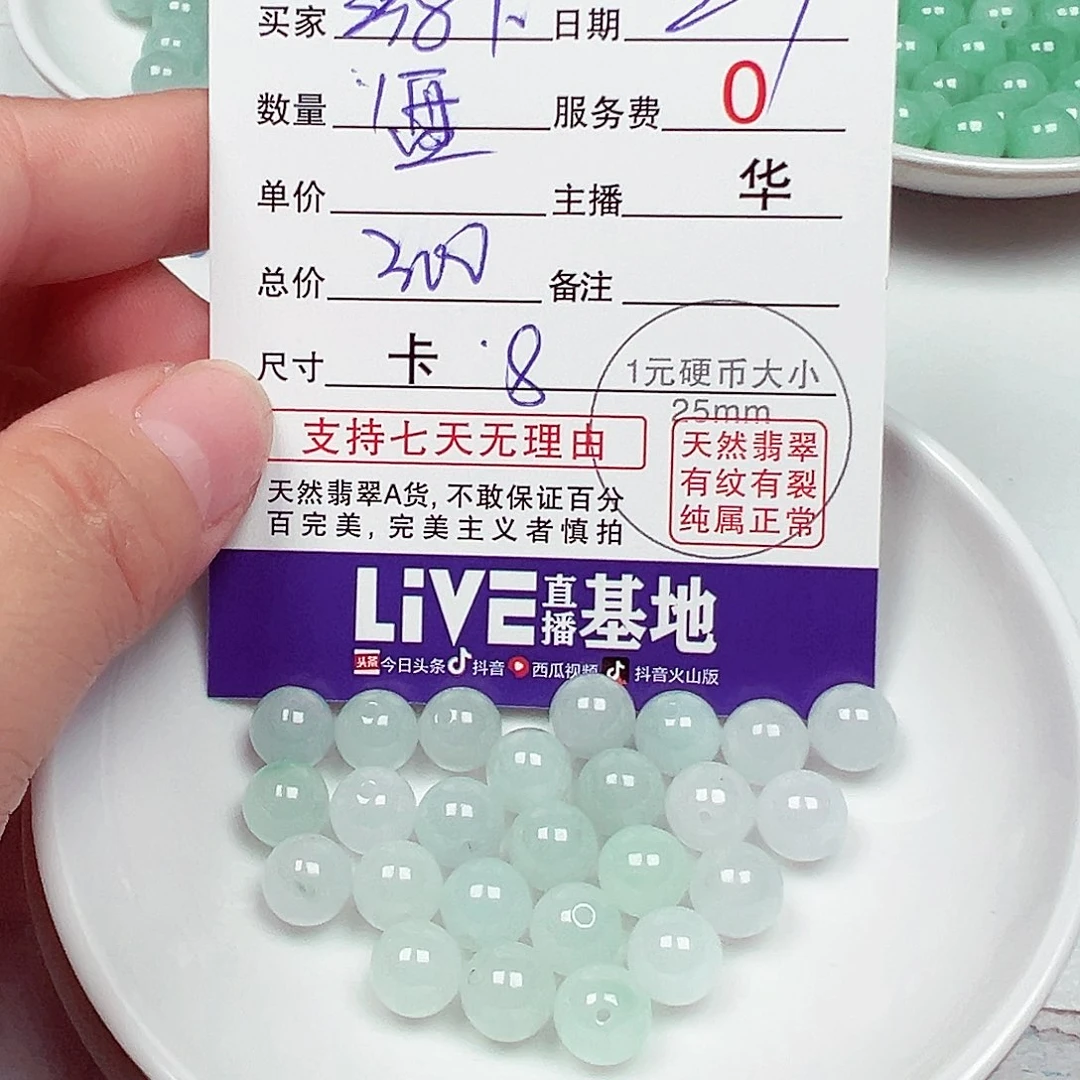 买家 日期
数量 1 服务费 0
单价 主播 华
总价 300 备注
尺寸 卡 8
1元硬币大小
25mm
支持七天无理由
天然翡翠
有纹有裂
纯属正常
天然翡翠A货,不敢保证百分
百完美,完美主义者慎拍
LiVE直播基地
头条 今日头条 抖音 西瓜视频 抖音火山版